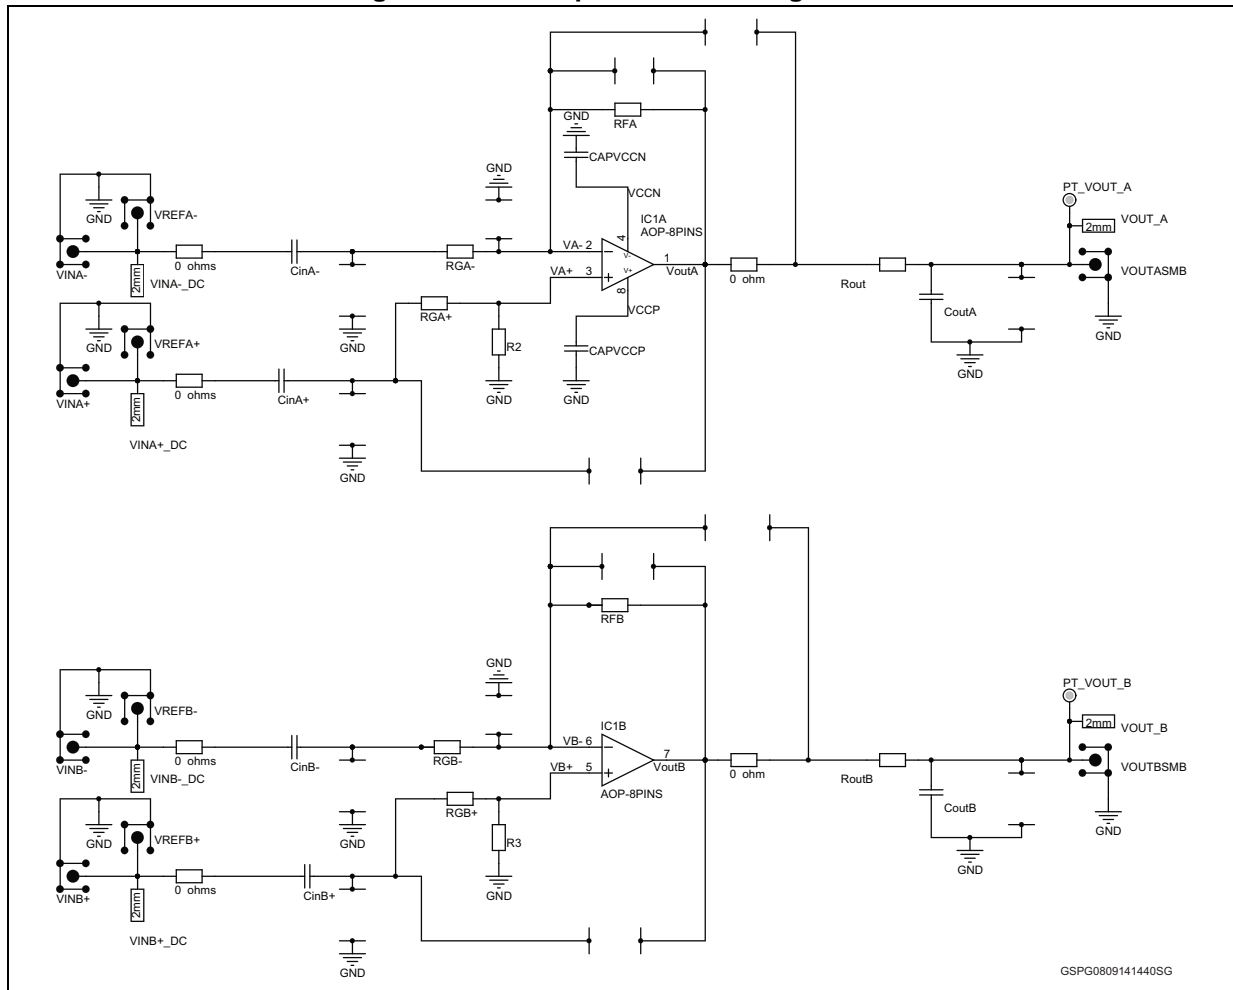 RFA
GND
CAPVCCN
GND
VCCN
PT_VOUT_A
VREFA-
GND
IC1A
AOP-8PINS
VOUT_A
2mm
VA- 2
4
V-
VINA-
0 ohms
CinA-
RGA-
1
VoutA
VOUTASMB
2mm
VINA-_DC
VA+
3
V+
0 ohm
Rout
8
VCCP
RGA+
CoutA
VREFA+
GND
GND
R2
CAPVCCP
GND
GND
VINA+
0 ohms
CinA+
GND
GND
2mm
VINA+_DC
GND
RFB
GND
PT_VOUT_B
VREFB-
GND
IC1B
2mm
VOUT_B
VB- 6
VINB-
0 ohms
CinB-
RGB-
7
VoutB
VOUTBSMB
2mm
VINB-_DC
VB+
5
0 ohm
RoutB
AOP-8PINS
RGB+
CoutB
VREFB+
GND
GND
R3
GND
GND
VINB+
0 ohms
CinB+
GND
2mm
VINB+_DC
GND
GSPG0809141440SG